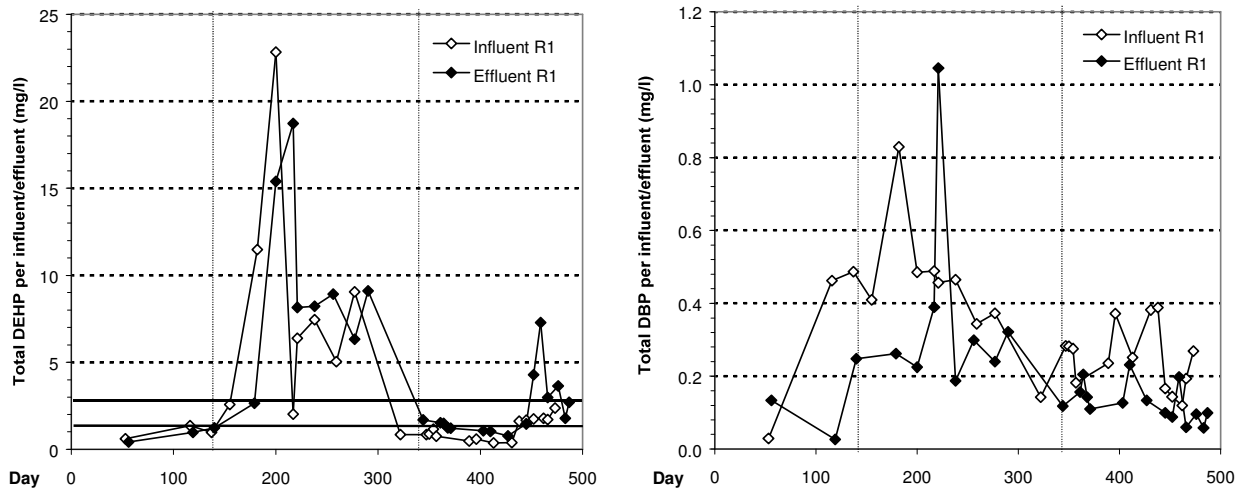 Total DEHP per influent/effluent (mg/l)
25
20
15
10
5
0
Influent R1
Effluent R1
Day
0 100 200 300 400 500
Total DBP per influent/effluent (mg/l)
1.2
1.0
0.8
0.6
0.4
0.2
0.0
Influent R1
Effluent R1
Day
0 100 200 300 400 500